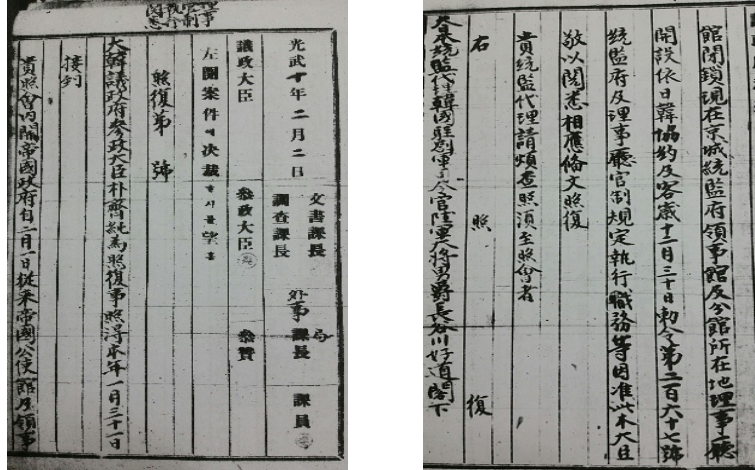 光武十年二月二日
文書課長
調査課長
外事課長
局
課員
議政大臣
參政大臣
參贊
左開案件에決裁하시믈望흠
照復第 號
大韓議政府參政大臣朴齊純爲照復事照得本年一月三十一日
接到
貴照會內開帝國政府自二月一日從來帝國公使館及領事
館閉鎖現在京城統監府領事館及分館所在地理事廳
開設依日韓協約及客歲十二月三十日勅令第二百六十七號
統監府及理事廳官制規定執行職務等因准此本大臣
敬以閱悉相應備文照復
貴統監代理請煩查照須至照會者
右 照 復
大日本統監代理韓國駐劄軍司令官陸軍大將男爵長谷川好道閣下